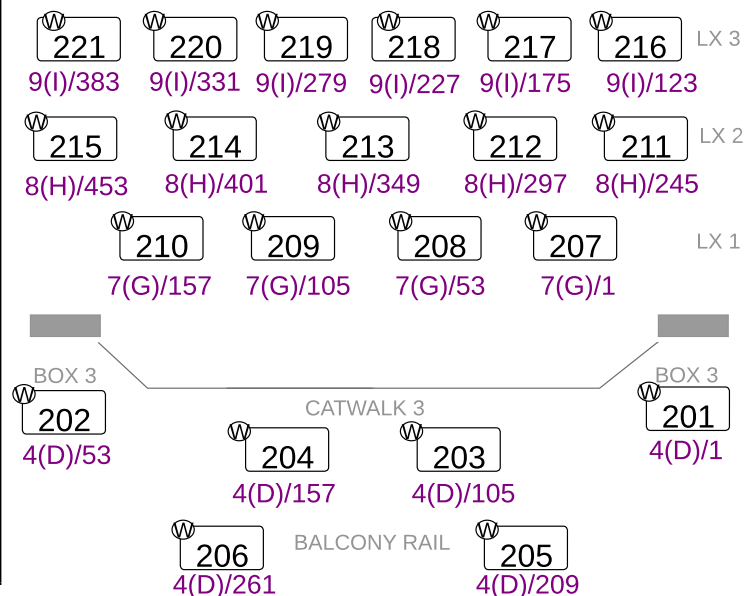 W W W W W W
221 220 219 218 217 216 LX 3
9(I)/383 9(I)/331 9(I)/279 9(I)/227 9(I)/175 9(I)/123
W W W W W
215 214 213 212 211 LX 2
8(H)/453 8(H)/401 8(H)/349 8(H)/297 8(H)/245
W W W W
210 209 208 207 LX 1
7(G)/157 7(G)/105 7(G)/53 7(G)/1
BOX 3 BOX 3
W W
202 CATWALK 3 201
4(D)/53 4(D)/1
W W
204 203
4(D)/157 4(D)/105
W W
206 BALCONY RAIL 205
4(D)/261 4(D)/209